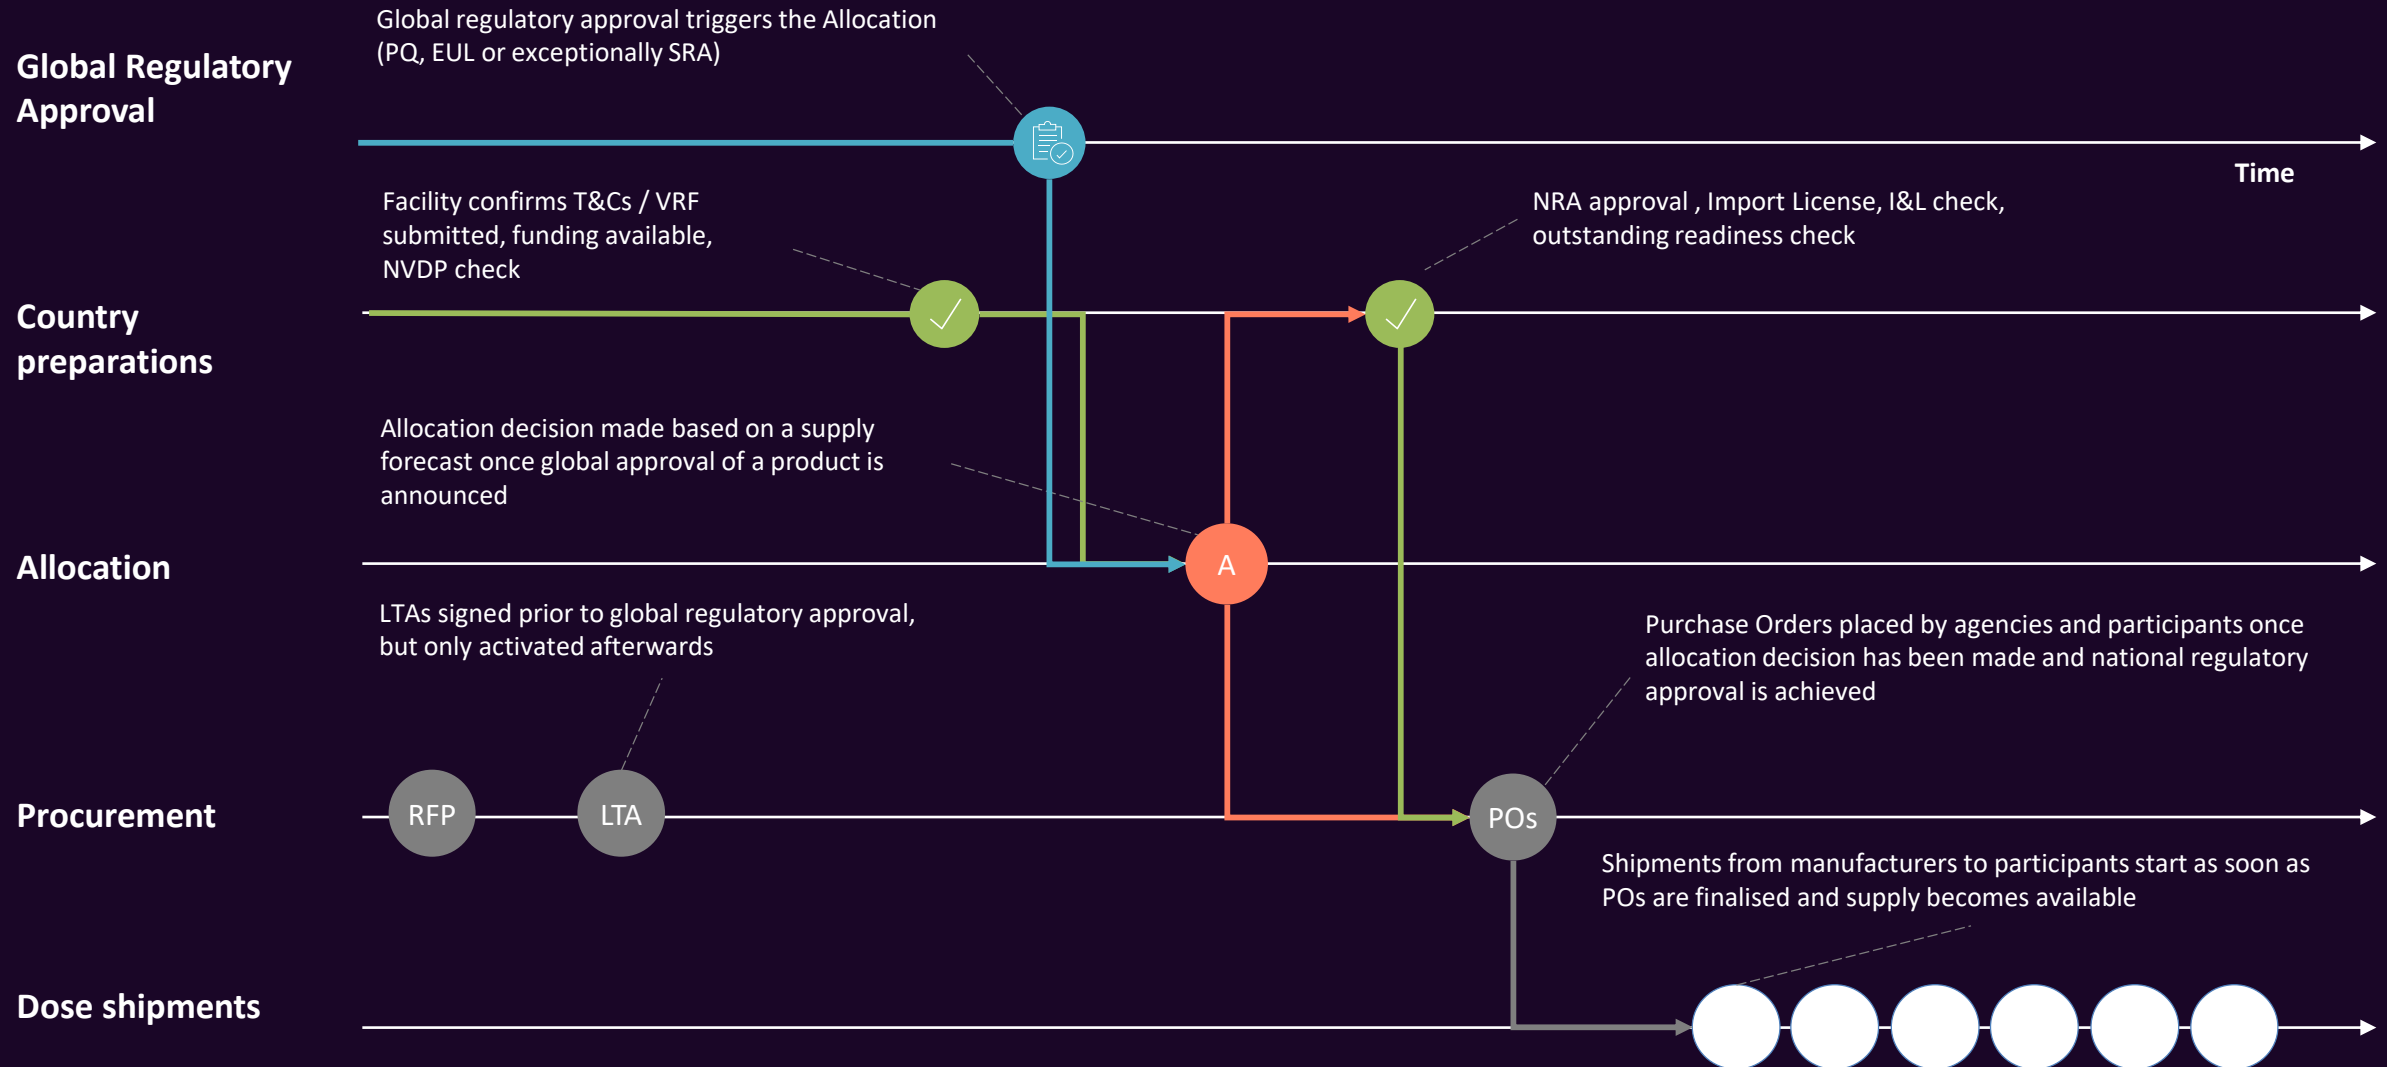 Global regulatory approval triggers the Allocation
(PQ, EUL or exceptionally SRA)
Global Regulatory
Approval
Time
Facility confirms T&Cs / VRF
submitted, funding available,
NVDP check
NRA approval , Import License, I&L check,
outstanding readiness check
Country
preparations
Allocation decision made based on a supply
forecast once global approval of a product is
announced
Allocation
A
LTAs signed prior to global regulatory approval,
but only activated afterwards
Purchase Orders placed by agencies and participants once
allocation decision has been made and national regulatory
approval is achieved
Procurement
RFP
LTA
POs
Shipments from manufacturers to participants start as soon as
POs are finalised and supply becomes available
Dose shipments